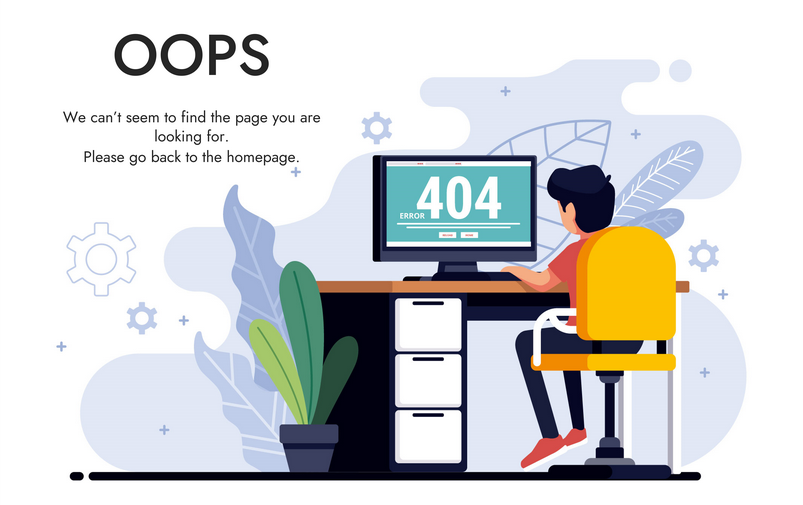 OOPS
We can't seem to find the page you are
looking for.
Please go back to the homepage.
404
ERROR